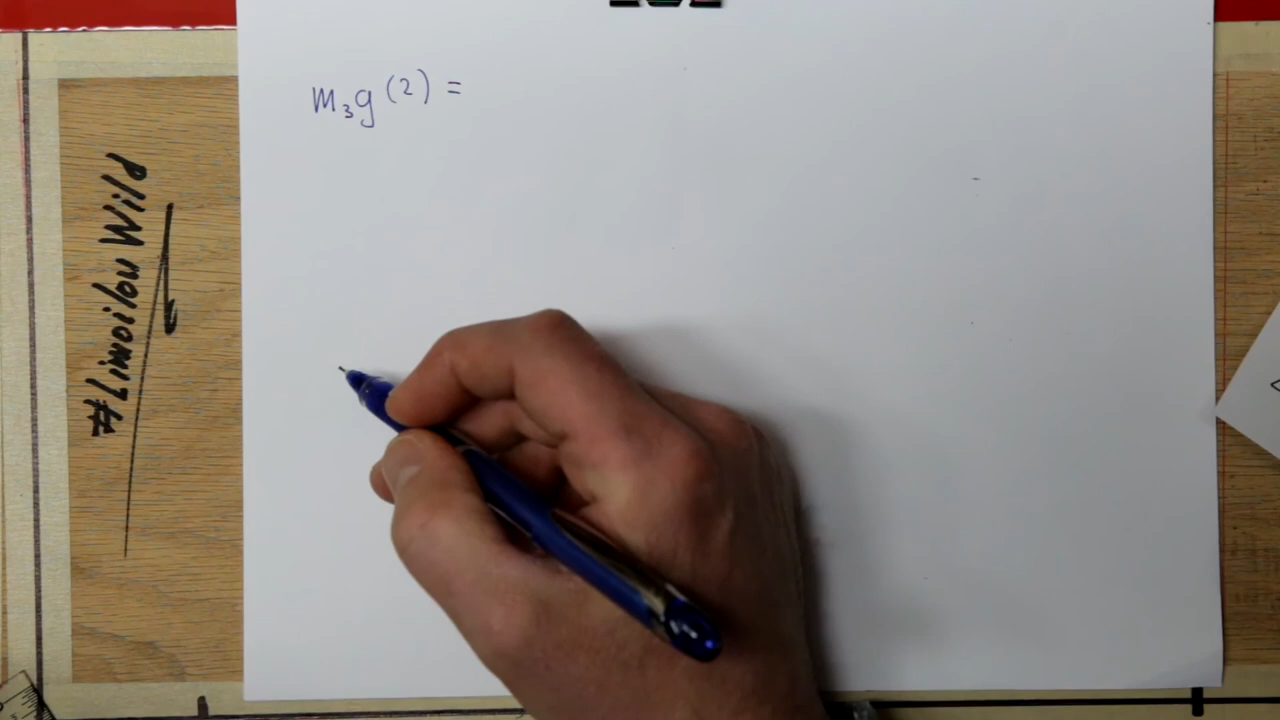 m₃g (2) =
#Limoilou Wild